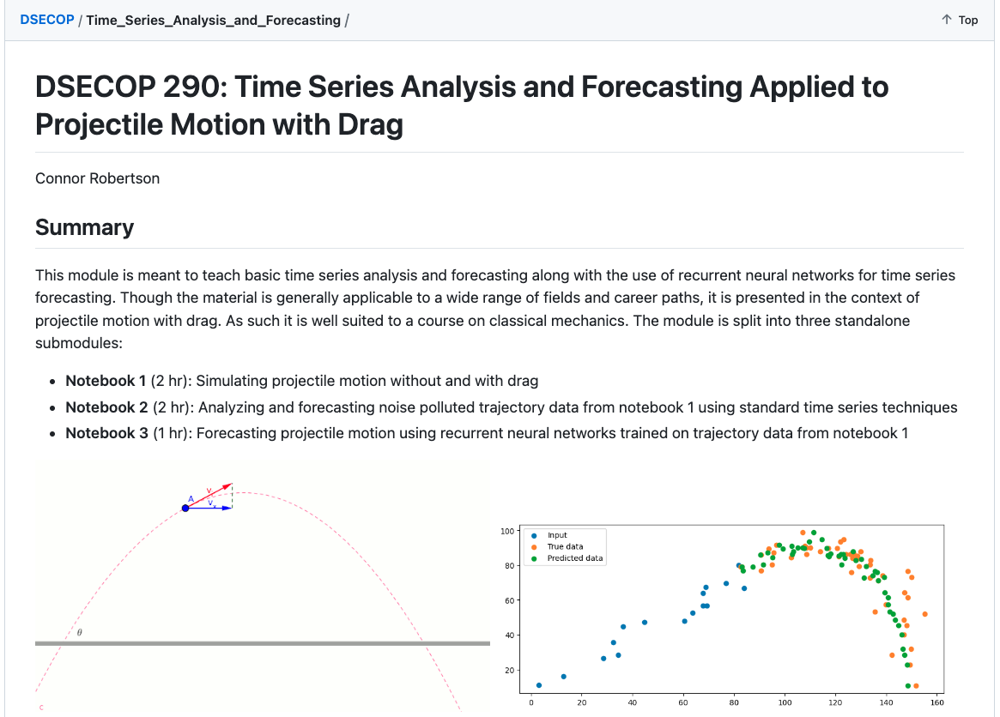 DSECOP / Time_Series_Analysis_and_Forecasting /
↑ Top
DSECOP 290: Time Series Analysis and Forecasting Applied to
Projectile Motion with Drag
Connor Robertson
Summary
This module is meant to teach basic time series analysis and forecasting along with the use of recurrent neural networks for time series
forecasting. Though the material is generally applicable to a wide range of fields and career paths, it is presented in the context of
projectile motion with drag. As such it is well suited to a course on classical mechanics. The module is split into three standalone
submodules:
• Notebook 1 (2 hr): Simulating projectile motion without and with drag
• Notebook 2 (2 hr): Analyzing and forecasting noise polluted trajectory data from notebook 1 using standard time series techniques
• Notebook 3 (1 hr): Forecasting projectile motion using recurrent neural networks trained on trajectory data from notebook 1
A
v
vₓ
θ
c
Input
True data
Predicted data
100
80
60
40
20
0 20 40 60 80 100 120 140 160